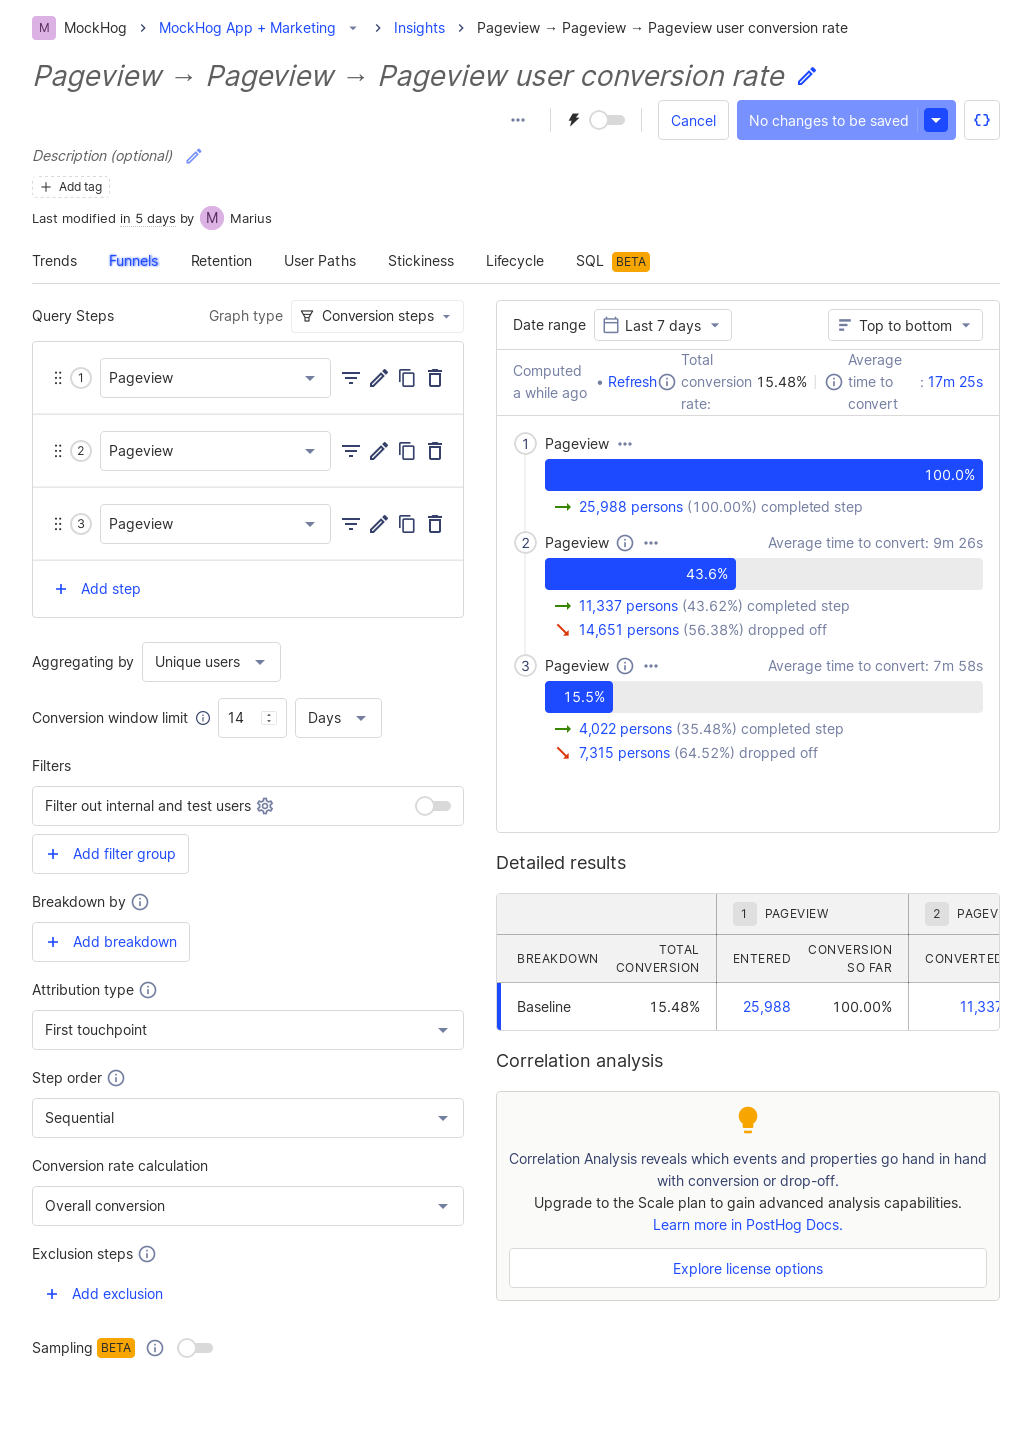 M MockHog > MockHog App + Marketing > Insights > Pageview → Pageview → Pageview user conversion rate
Pageview → Pageview → Pageview user conversion rate
Cancel No changes to be saved
Description (optional)
+ Add tag
Last modified in 5 days by M Marius
Trends Funnels Retention User Paths Stickiness Lifecycle SQL BETA
Query Steps Graph type Conversion steps
1 Pageview
2 Pageview
3 Pageview
+ Add step
Aggregating by Unique users
Conversion window limit 14 Days
Filters
Filter out internal and test users
+ Add filter group
Breakdown by
+ Add breakdown
Attribution type
First touchpoint
Step order
Sequential
Conversion rate calculation
Overall conversion
Exclusion steps
+ Add exclusion
Sampling BETA
Date range Last 7 days Top to bottom
Computed a while ago • Refresh Total conversion rate: 15.48% Average time to convert : 17m 25s
1 Pageview
100.0%
25,988 persons (100.00%) completed step
2 Pageview Average time to convert: 9m 26s
43.6%
11,337 persons (43.62%) completed step
14,651 persons (56.38%) dropped off
3 Pageview Average time to convert: 7m 58s
15.5%
4,022 persons (35.48%) completed step
7,315 persons (64.52%) dropped off
Detailed results
1 PAGEVIEW 2 PAGEV
BREAKDOWN TOTAL CONVERSION ENTERED CONVERSION SO FAR CONVERTED
Baseline 15.48% 25,988 100.00% 11,337
Correlation analysis
Correlation Analysis reveals which events and properties go hand in hand
with conversion or drop-off.
Upgrade to the Scale plan to gain advanced analysis capabilities.
Learn more in PostHog Docs.
Explore license options